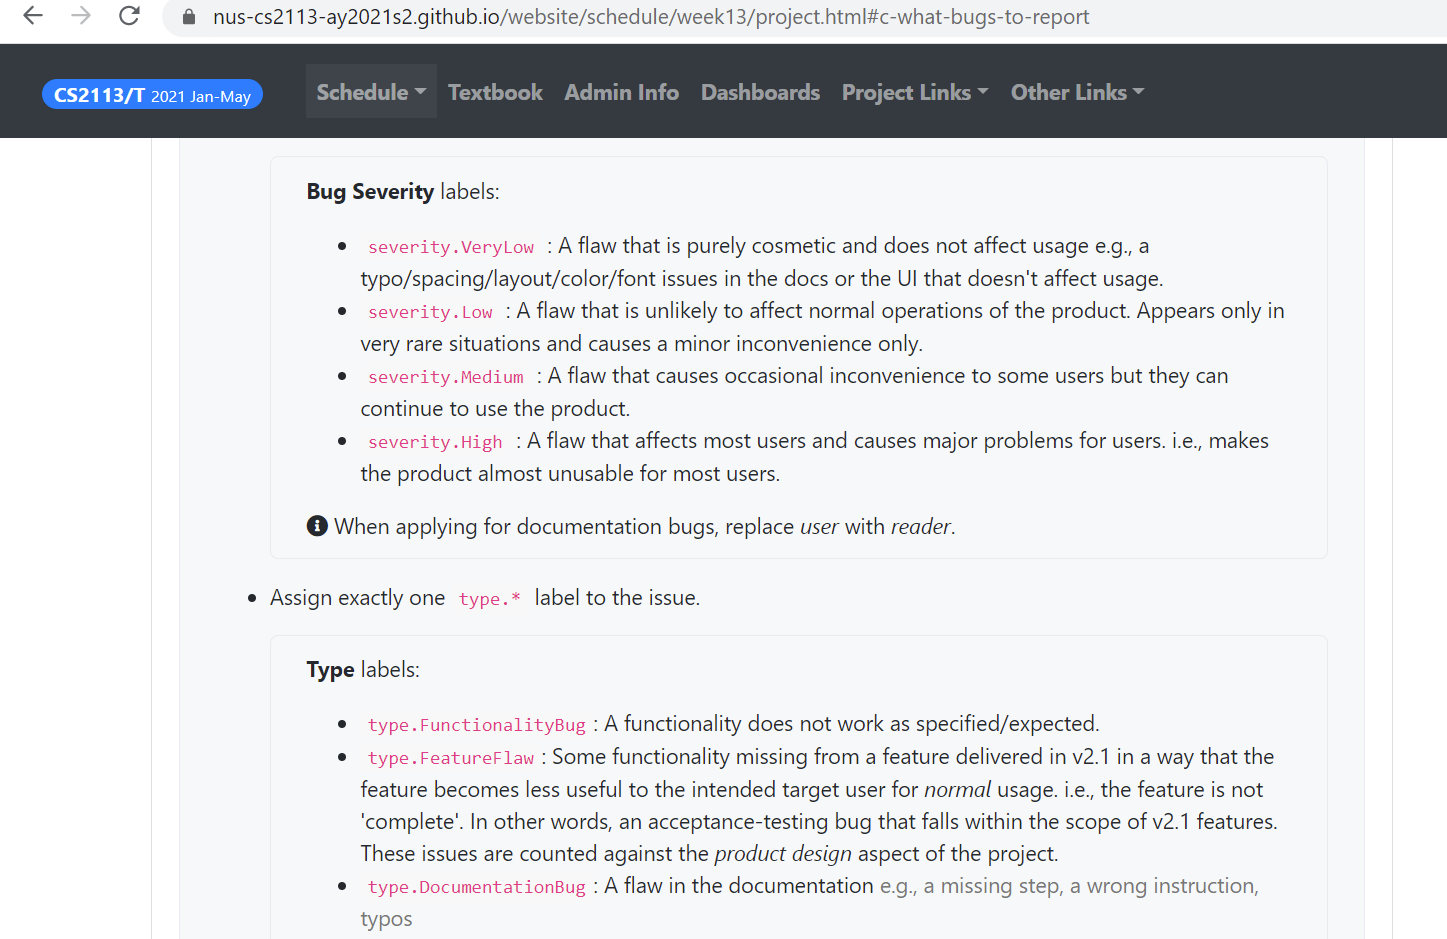 nus-cs2113-ay2021s2.github.io/website/schedule/week13/project.html#c-what-bugs-to-report
CS2113/T 2021 Jan-May Schedule Textbook Admin Info Dashboards Project Links Other Links
Bug Severity labels:
severity.VeryLow : A flaw that is purely cosmetic and does not affect usage e.g., a
typo/spacing/layout/color/font issues in the docs or the UI that doesn't affect usage.
severity.Low : A flaw that is unlikely to affect normal operations of the product. Appears only in
very rare situations and causes a minor inconvenience only.
severity.Medium : A flaw that causes occasional inconvenience to some users but they can
continue to use the product.
severity.High : A flaw that affects most users and causes major problems for users. i.e., makes
the product almost unusable for most users.
When applying for documentation bugs, replace user with reader.
Assign exactly one type.* label to the issue.
Type labels:
type.FunctionalityBug : A functionality does not work as specified/expected.
type.FeatureFlaw : Some functionality missing from a feature delivered in v2.1 in a way that the
feature becomes less useful to the intended target user for normal usage. i.e., the feature is not
'complete'. In other words, an acceptance-testing bug that falls within the scope of v2.1 features.
These issues are counted against the product design aspect of the project.
type.DocumentationBug : A flaw in the documentation e.g., a missing step, a wrong instruction,
typos